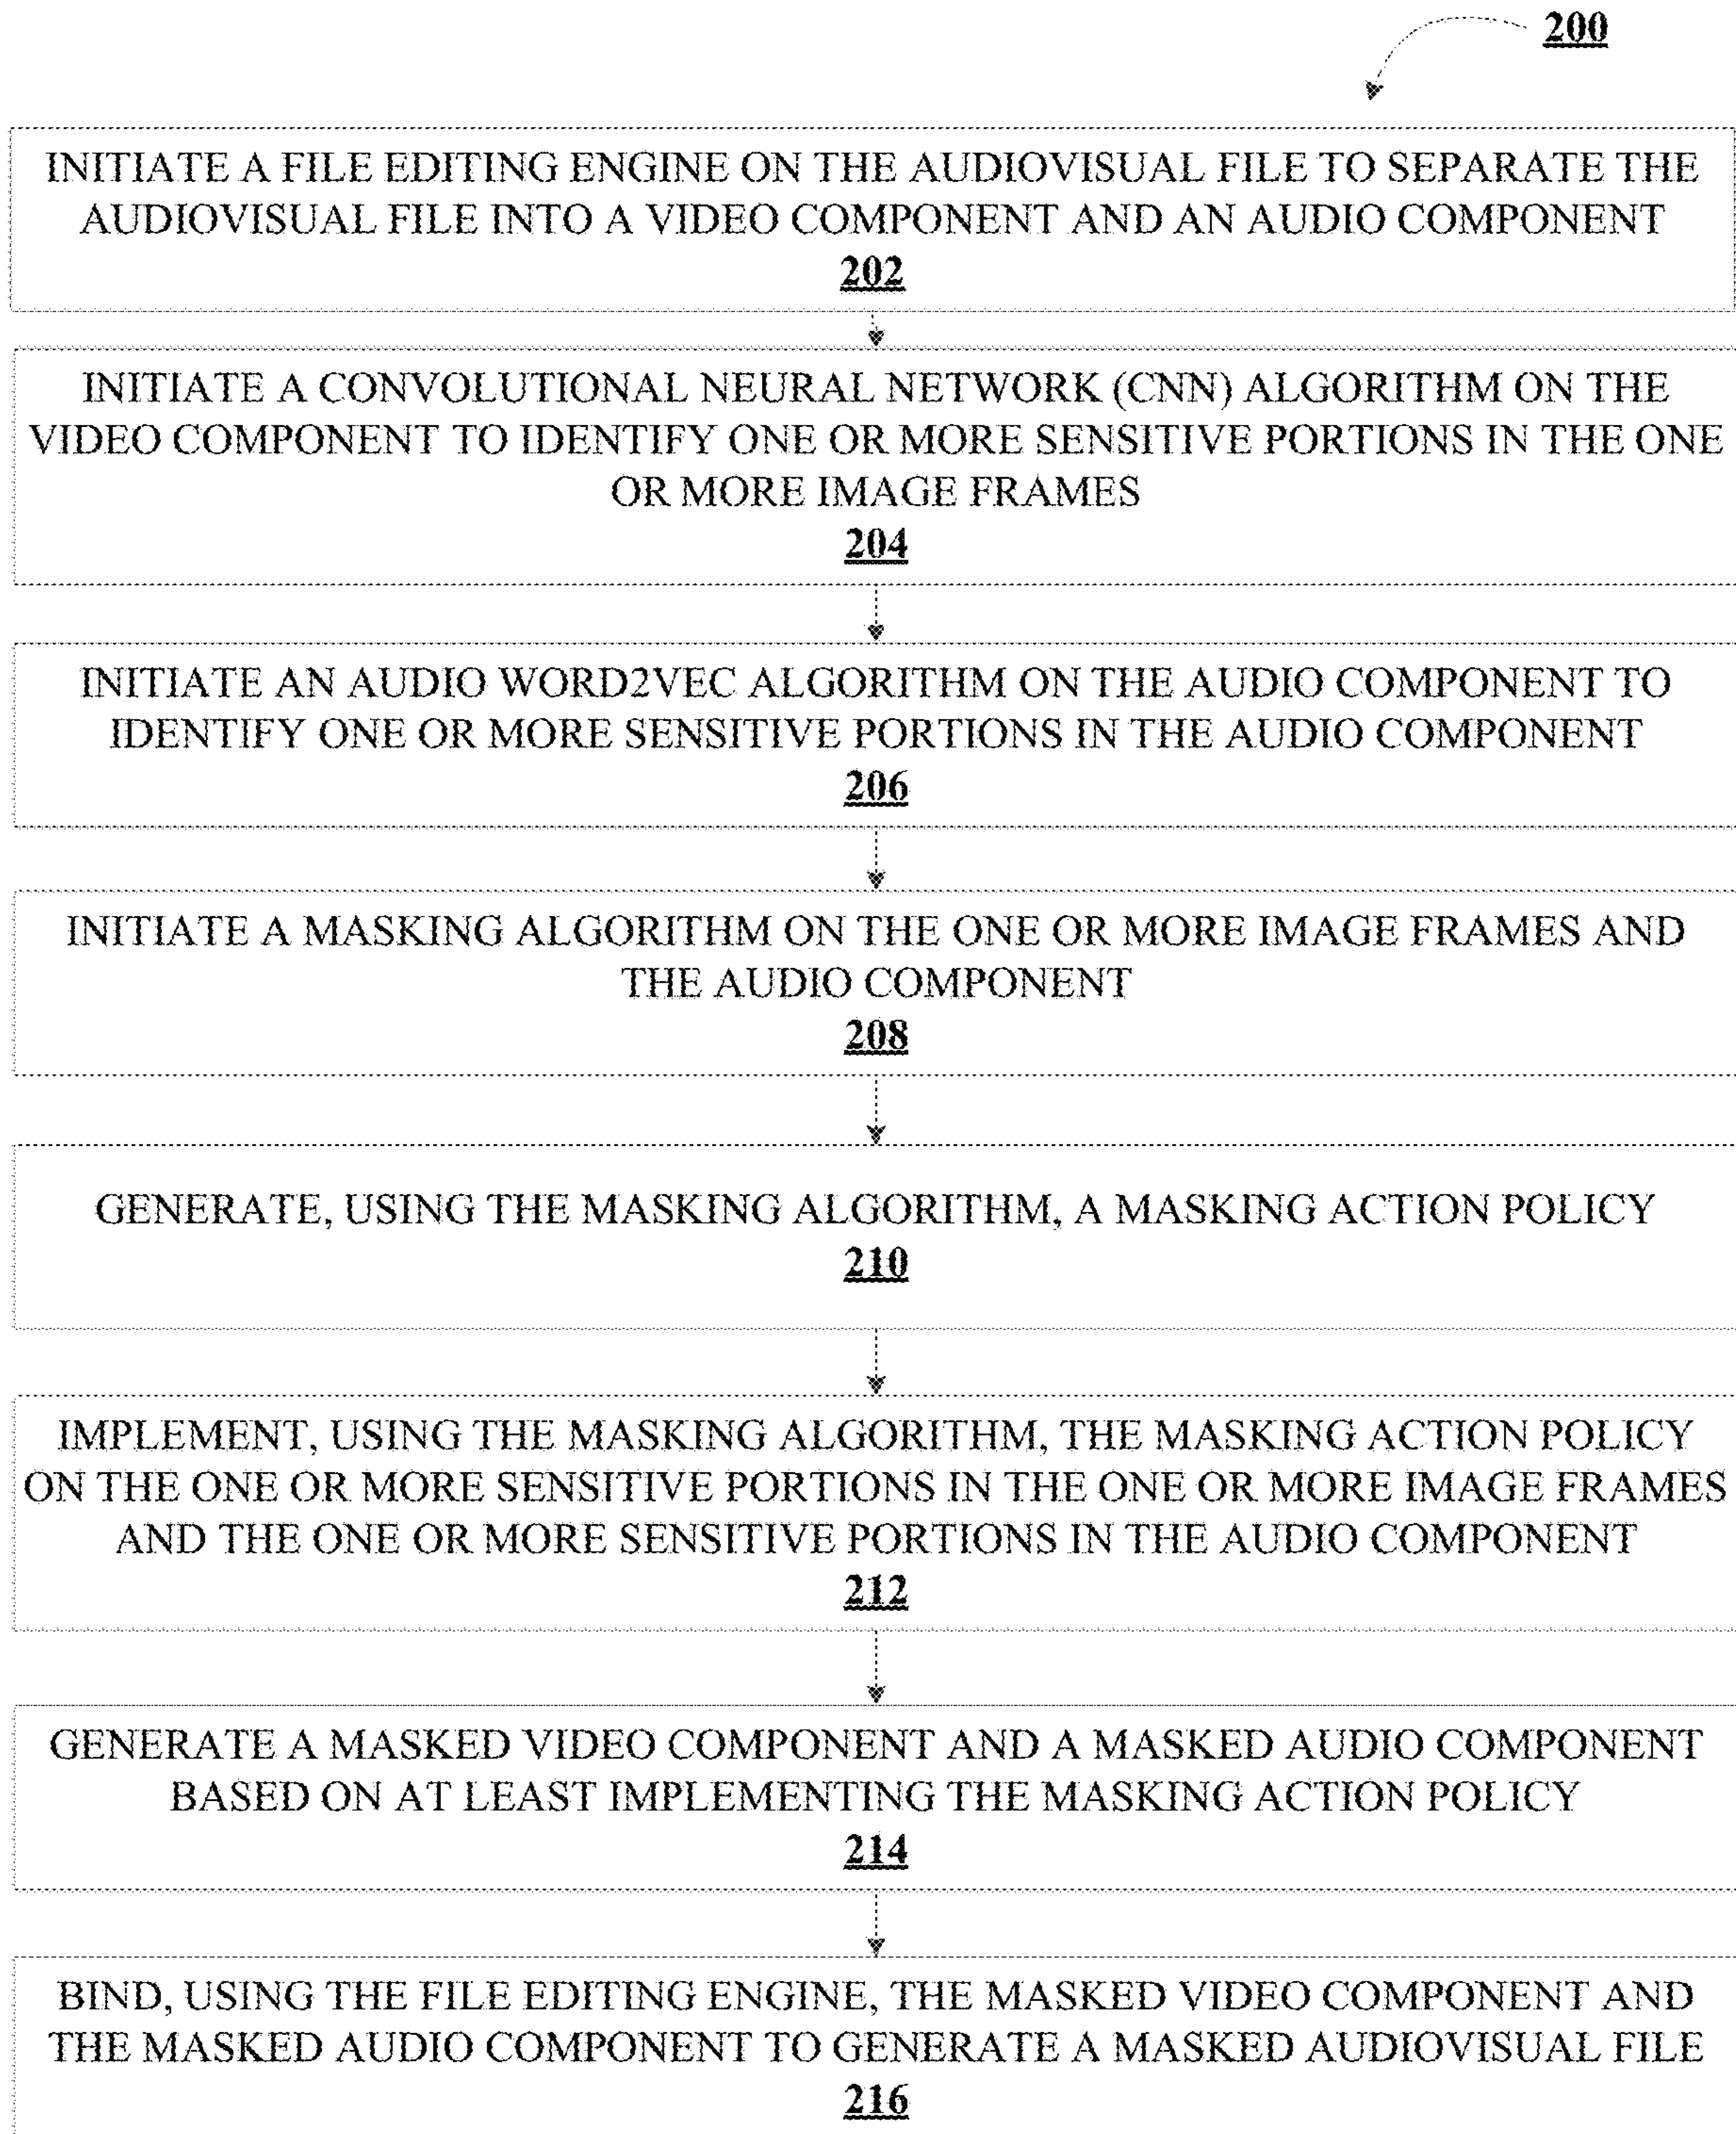 200
INITIATE A FILE EDITING ENGINE ON THE AUDIOVISUAL FILE TO SEPARATE THE
AUDIOVISUAL FILE INTO A VIDEO COMPONENT AND AN AUDIO COMPONENT
202
INITIATE A CONVOLUTIONAL NEURAL NETWORK (CNN) ALGORITHM ON THE
VIDEO COMPONENT TO IDENTIFY ONE OR MORE SENSITIVE PORTIONS IN THE ONE
OR MORE IMAGE FRAMES
204
INITIATE AN AUDIO WORD2VEC ALGORITHM ON THE AUDIO COMPONENT TO
IDENTIFY ONE OR MORE SENSITIVE PORTIONS IN THE AUDIO COMPONENT
206
INITIATE A MASKING ALGORITHM ON THE ONE OR MORE IMAGE FRAMES AND
THE AUDIO COMPONENT
208
GENERATE, USING THE MASKING ALGORITHM, A MASKING ACTION POLICY
210
IMPLEMENT, USING THE MASKING ALGORITHM, THE MASKING ACTION POLICY
ON THE ONE OR MORE SENSITIVE PORTIONS IN THE ONE OR MORE IMAGE FRAMES
AND THE ONE OR MORE SENSITIVE PORTIONS IN THE AUDIO COMPONENT
212
GENERATE A MASKED VIDEO COMPONENT AND A MASKED AUDIO COMPONENT
BASED ON AT LEAST IMPLEMENTING THE MASKING ACTION POLICY
214
BIND, USING THE FILE EDITING ENGINE, THE MASKED VIDEO COMPONENT AND
THE MASKED AUDIO COMPONENT TO GENERATE A MASKED AUDIOVISUAL FILE
216